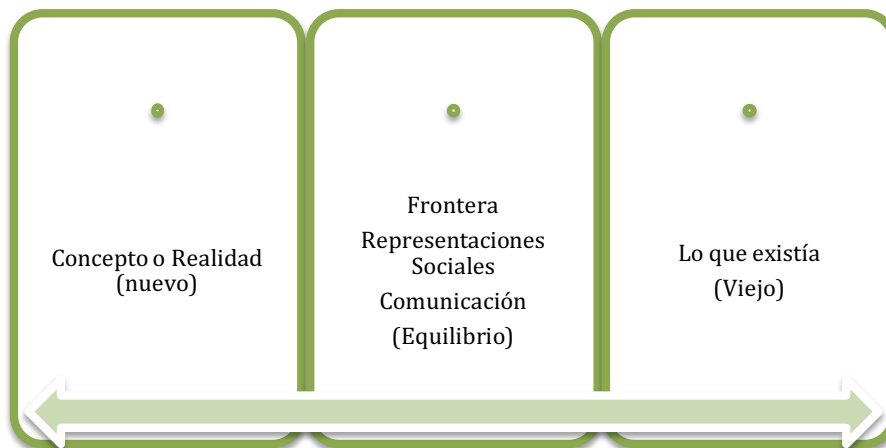 Concepto o Realidad
(nuevo)
Frontera
Representaciones
Sociales
Comunicación
(Equilibrio)
Lo que existía
(Viejo)